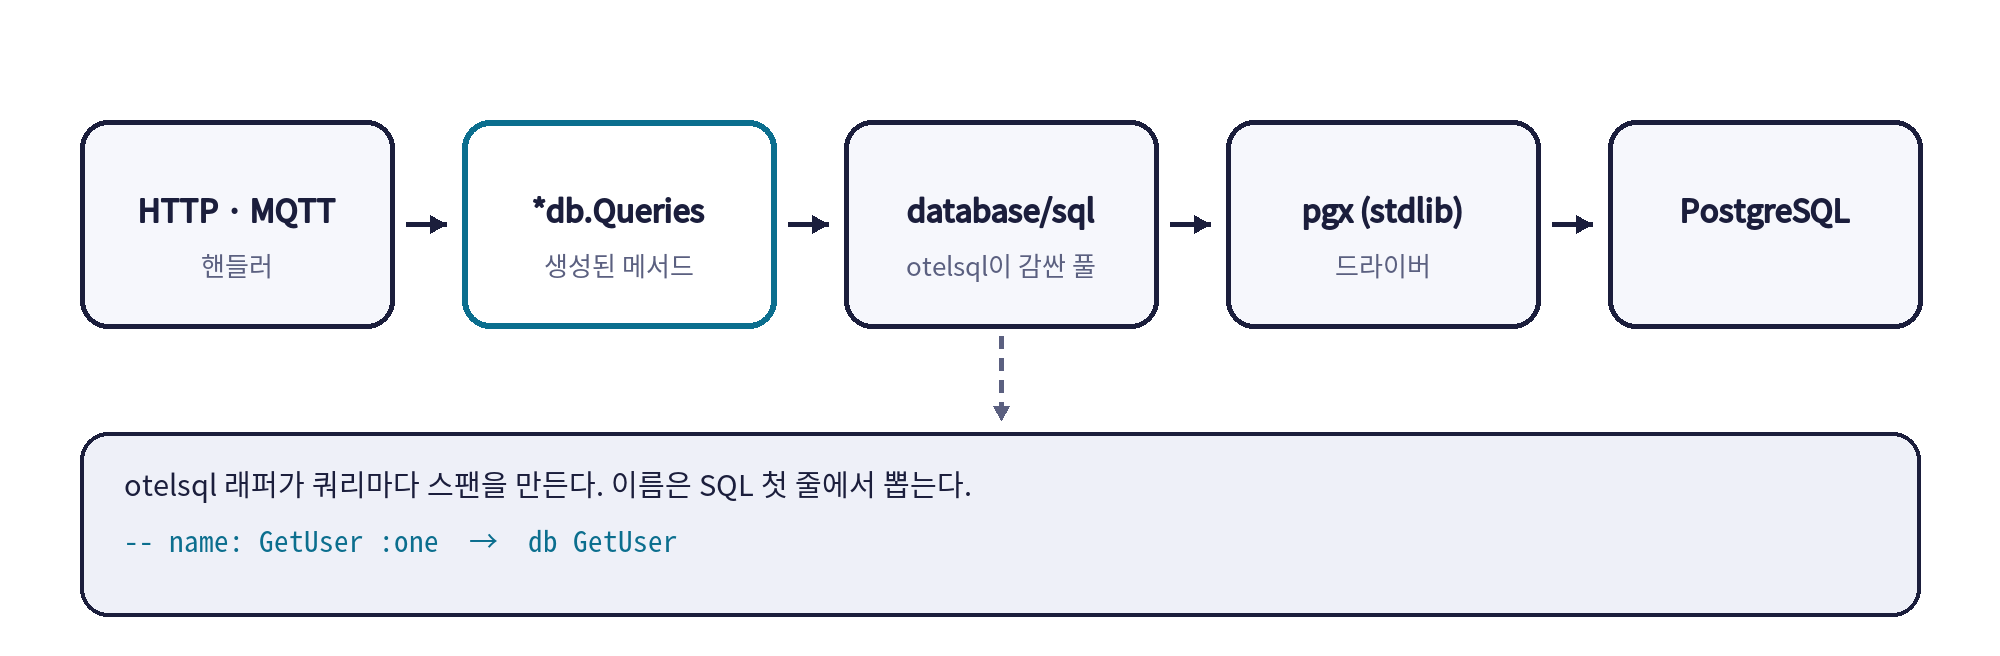 HTTP · MQTT
핸들러
*db.Queries
생성된 메서드
database/sql
otelsql이 감싼 풀
pgx (stdlib)
드라이버
PostgreSQL
otelsql 래퍼가 쿼리마다 스팬을 만든다. 이름은 SQL 첫 줄에서 뽑는다.
-- name: GetUser :one → db GetUser